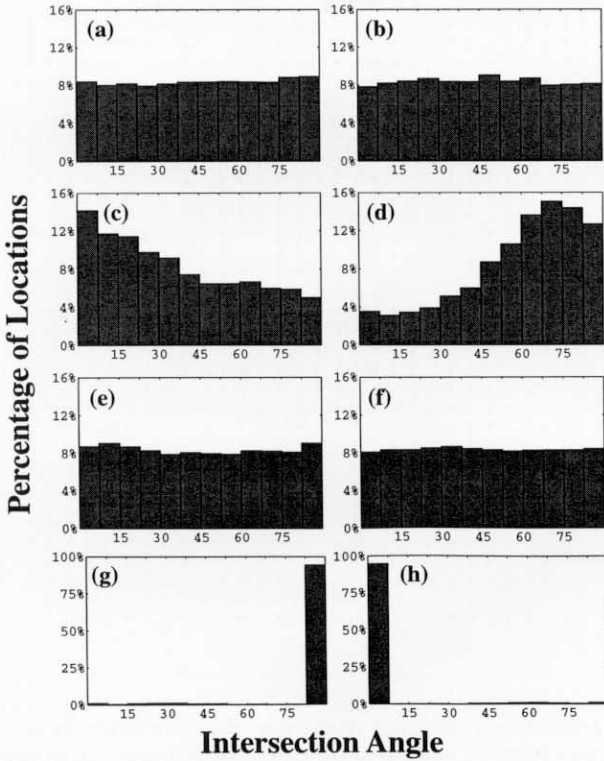 (a)
16%
12%
8%
4%
0%
15 30 45 60 75
(b)
16%
12%
8%
4%
0%
15 30 45 60 75
(c)
16%
12%
8%
4%
0%
15 30 45 60 75
(d)
16%
12%
8%
4%
0%
15 30 45 60 75
(e)
16%
12%
8%
4%
0%
15 30 45 60 75
(f)
16%
12%
8%
4%
0%
15 30 45 60 75
(g)
100%
75%
50%
25%
0%
15 30 45 60 75
(h)
100%
75%
50%
25%
0%
15 30 45 60 75
Percentage of Locations
Intersection Angle